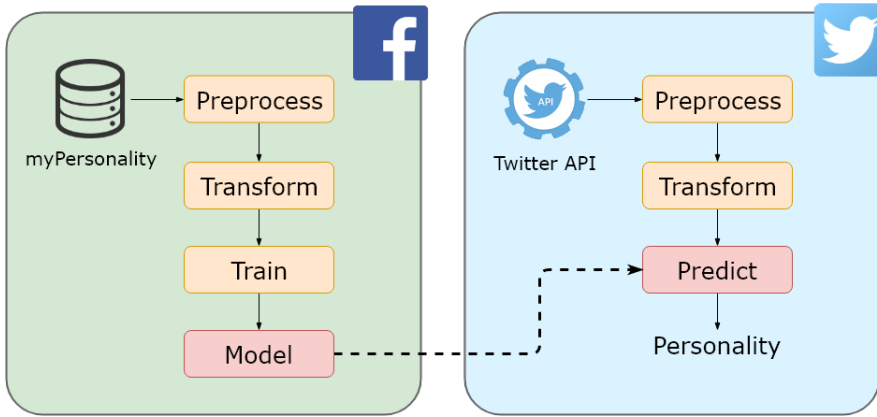 Preprocess
myPersonality
Transform
Train
Model
API
Twitter API
Preprocess
Transform
Predict
Personality